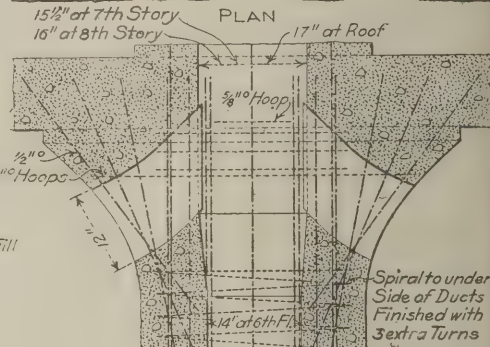 PLAN
15½" at 7th Story
16" at 8th Story
17" at Roof
⅝"° Hoop
½"°
"° Hoops
12"
Fill
14" at 6th Fl.
Spiral to under
Side of Ducts
Finished with
3 extra Turns